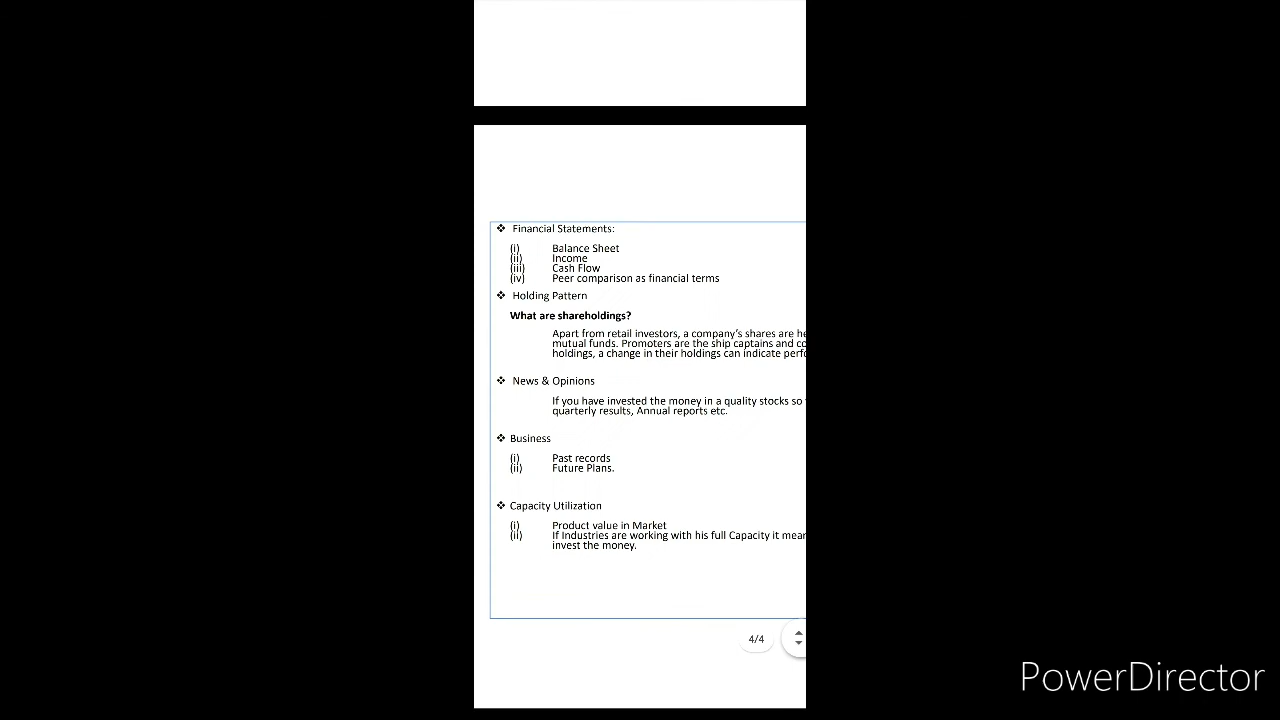 ❖ Financial Statements:
(i) Balance Sheet
(ii) Income
(iii) Cash Flow
(iv) Peer comparison as financial terms
❖ Holding Pattern
What are shareholdings?
Apart from retail investors, a company's shares are he
mutual funds. Promoters are the ship captains and co
holdings, a change in their holdings can indicate perfo
❖ News & Opinions
If you have invested the money in a quality stocks so
quarterly results, Annual reports etc.
❖ Business
(i) Past records
(ii) Future Plans.
❖ Capacity Utilization
(i) Product value in Market
(ii) If Industries are working with his full Capacity it mear
invest the money.
4/4
PowerDirector